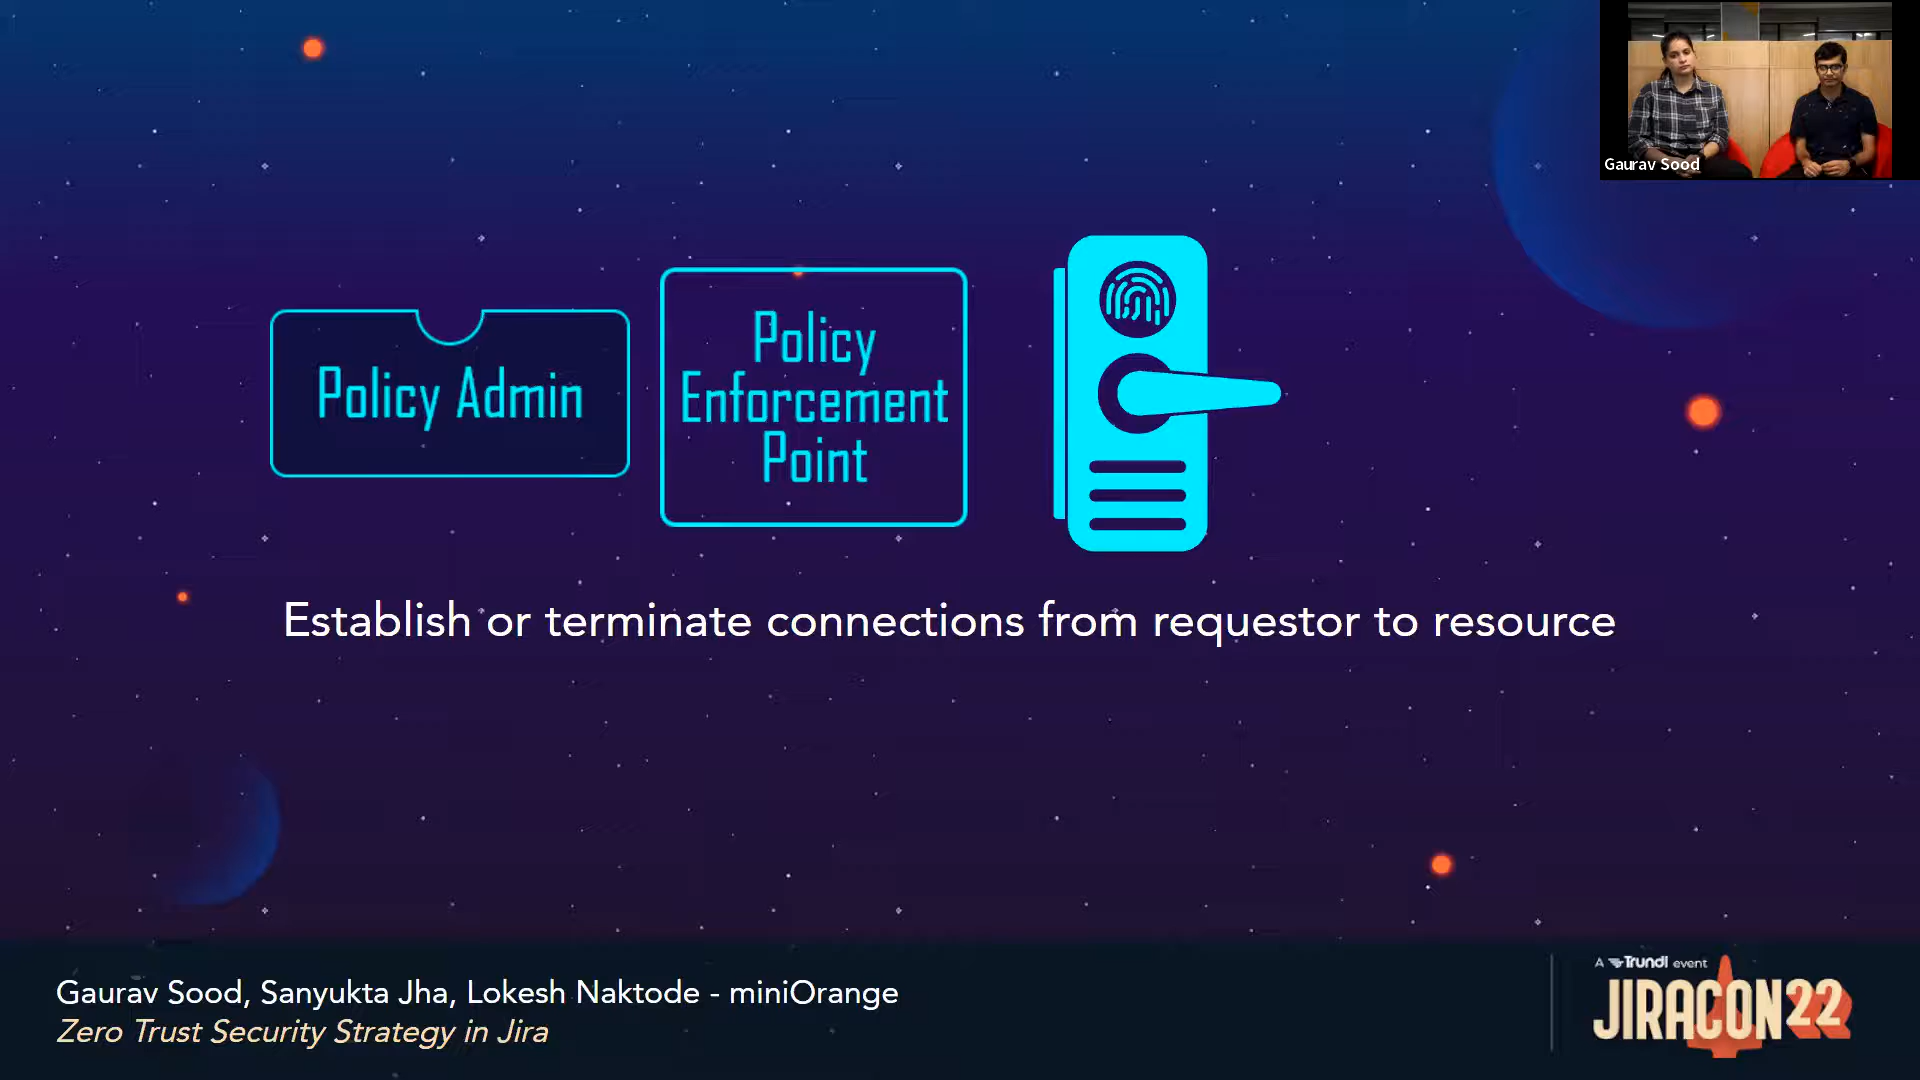 Gaurav Sood
Policy Admin
Policy
Enforcement
Point
Establish or terminate connections from requestor to resource
Gaurav Sood, Sanyukta Jha, Lokesh Naktode - miniOrange
Zero Trust Security Strategy in Jira
A Trundl event
JIRACON22